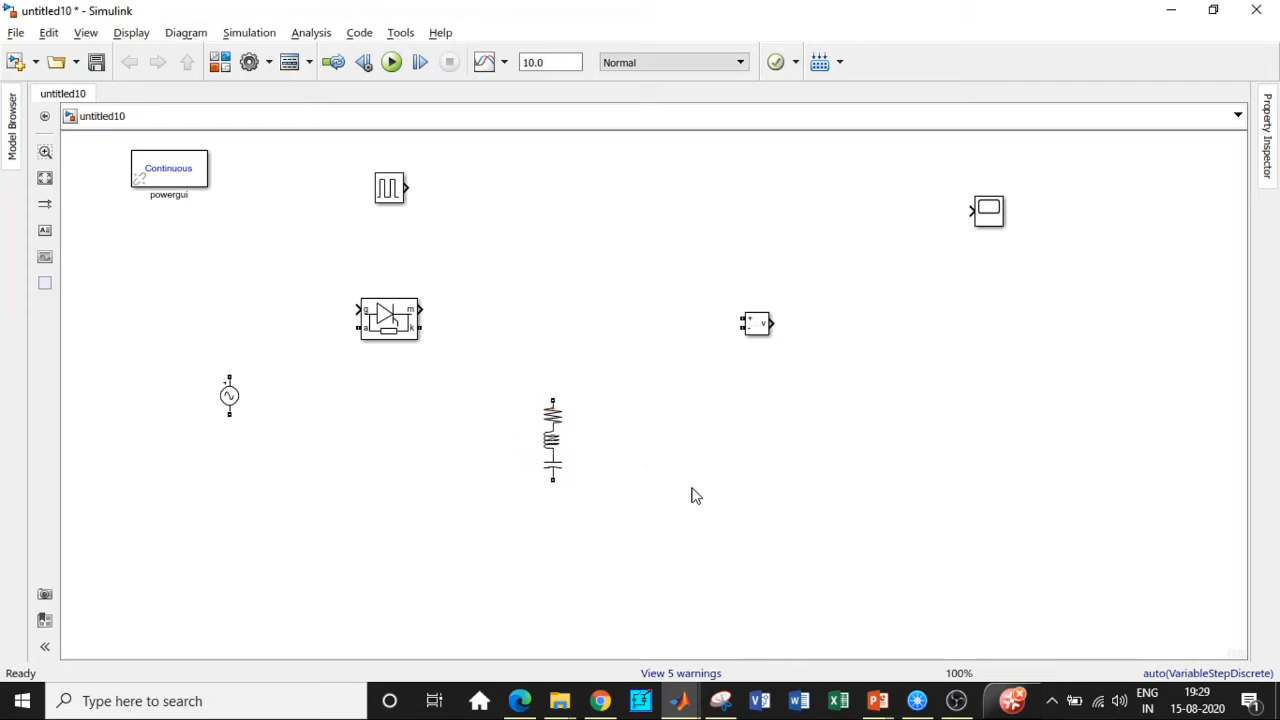 untitled10 * - Simulink
File Edit View Display Diagram Simulation Analysis Code Tools Help
10.0 Normal
Model Browser
untitled10
untitled10
Property Inspector
Continuous
powergui
g m
a k
+
- v
+
Ready View 5 warnings 100% auto(VariableStepDiscrete)
Type here to search
ENG 19:29
IN 15-08-2020
1